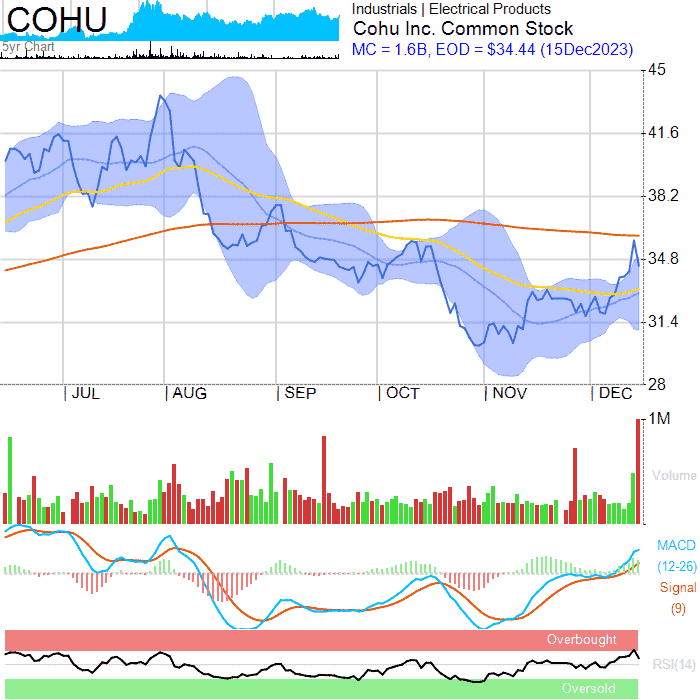 COHU
5yr Chart
Industrials | Electrical Products
Cohu Inc. Common Stock
MC = 1.6B, EOD = $34.44 (15Dec2023)
45
41.6
38.2
34.8
31.4
28
JUL
AUG
SEP
OCT
NOV
DEC
1M
Volume
MACD
(12-26)
Signal
(9)
Overbought
RSI(14)
Oversold